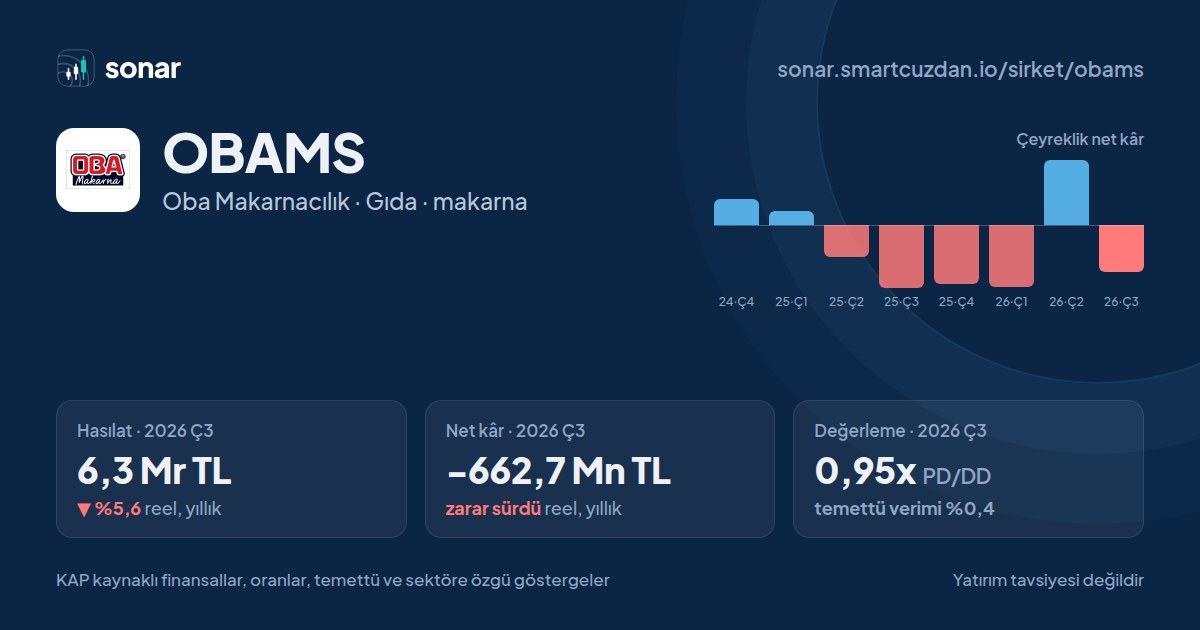 sonar
sonar.smartcuzdan.io/sirket/obams
OBA
Makarna
OBAMS
Oba Makarnacılık · Gıda · makarna
Çeyreklik net kâr
24·Ç4 25·Ç1 25·Ç2 25·Ç3 25·Ç4 26·Ç1 26·Ç2 26·Ç3
Hasılat · 2026 Ç3
6,3 Mr TL
▼ %5,6 reel, yıllık
Net kâr · 2026 Ç3
−662,7 Mn TL
zarar sürdü reel, yıllık
Değerleme · 2026 Ç3
0,95x PD/DD
temettü verimi %0,4
KAP kaynaklı finansallar, oranlar, temettü ve sektöre özgü göstergeler
Yatırım tavsiyesi değildir